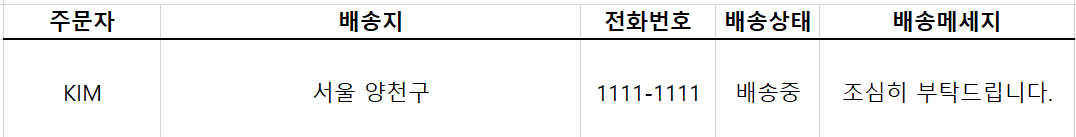 주문자 배송지 전화번호 배송상태 배송메세지
KIM 서울 양천구 1111-1111 배송중 조심히 부탁드립니다.